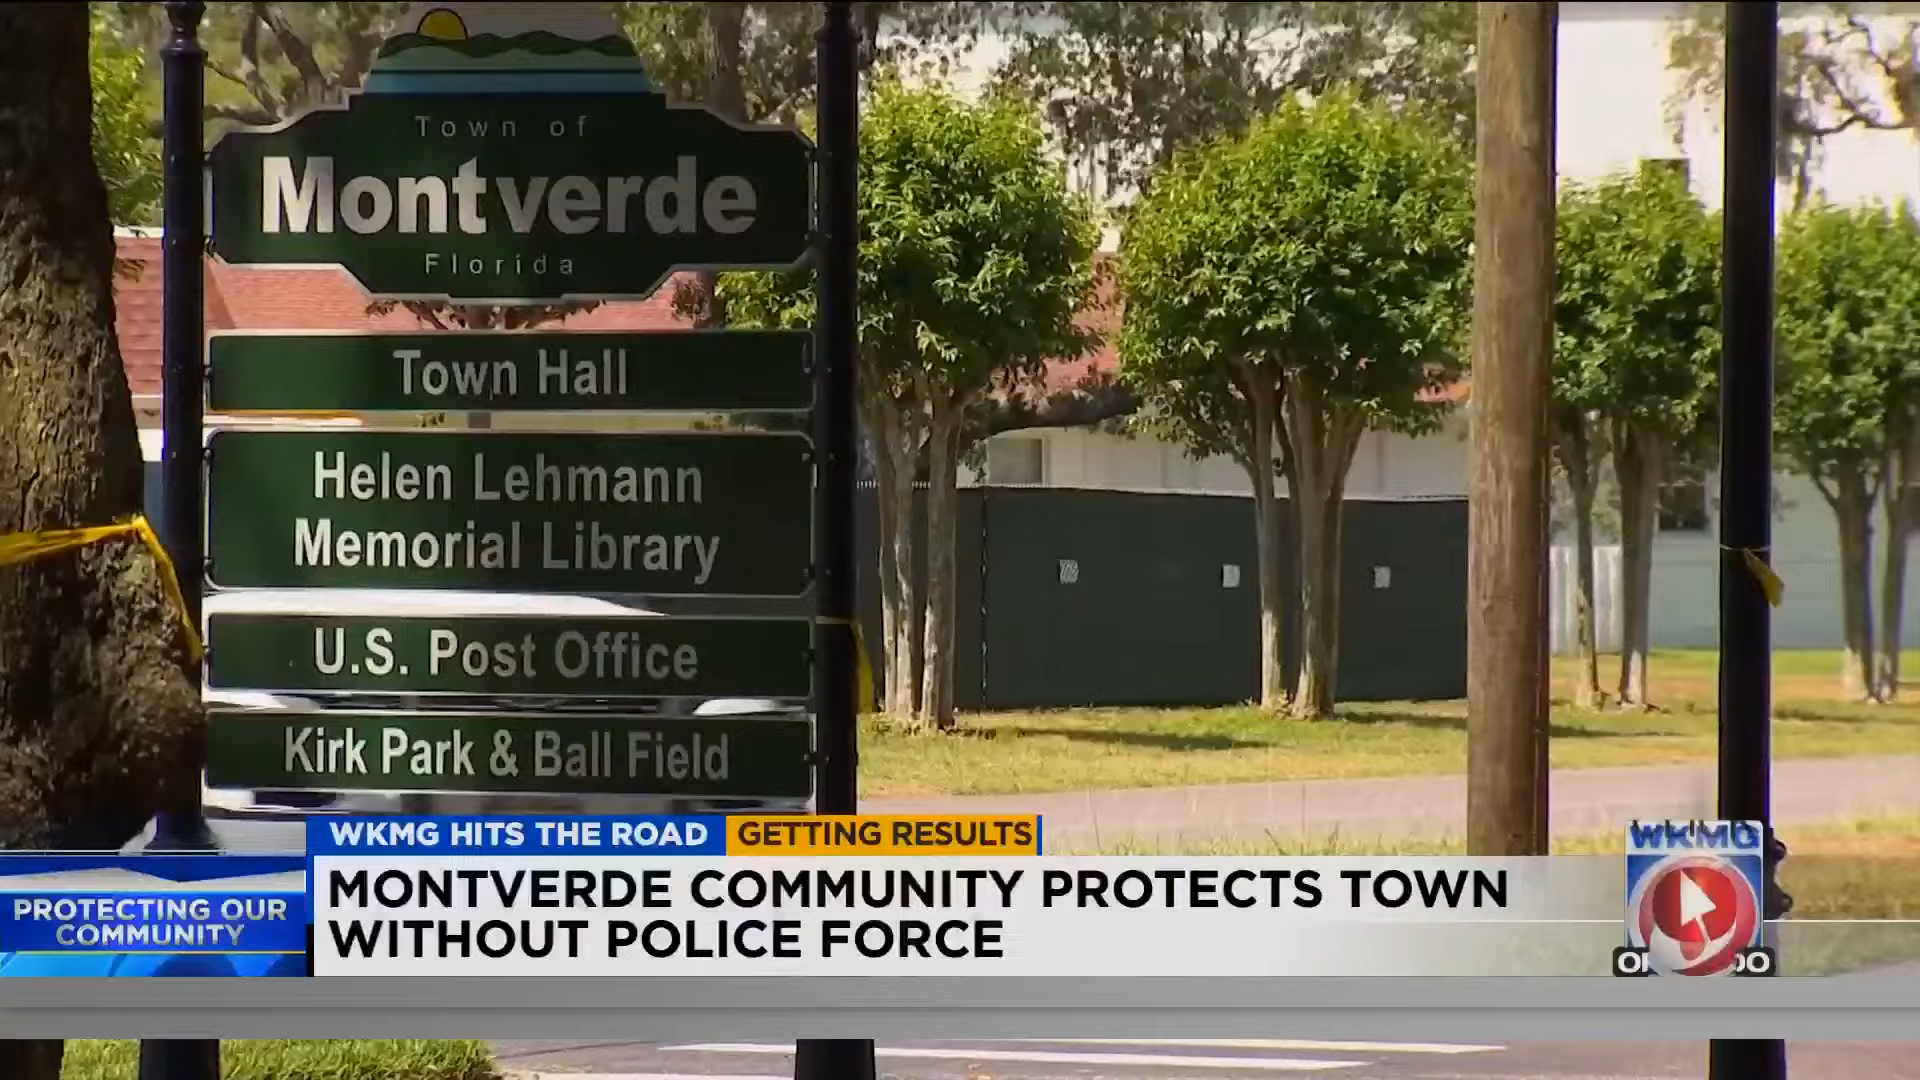 Town of
Montverde
Florida
Town Hall
Helen Lehmann
Memorial Library
U.S. Post Office
Kirk Park & Ball Field
WKMG HITS THE ROAD
GETTING RESULTS
PROTECTING OUR
COMMUNITY
MONTVERDE COMMUNITY PROTECTS TOWN
WITHOUT POLICE FORCE
WKMG